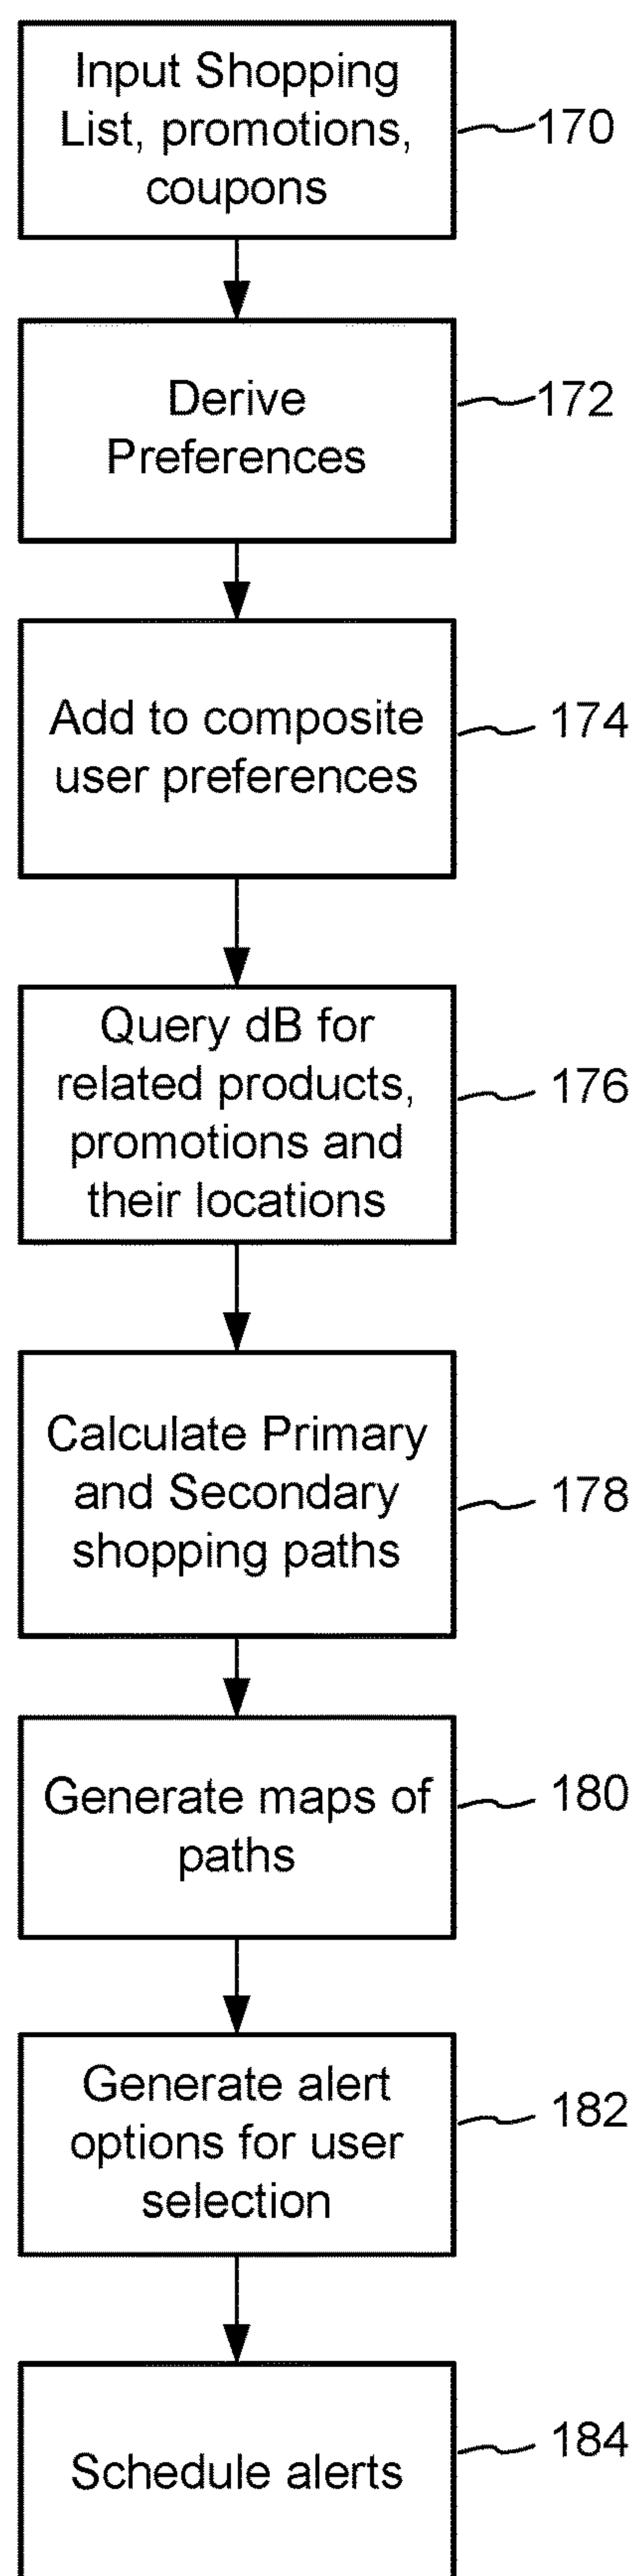 Input Shopping
List, promotions,
coupons
170
Derive
Preferences
172
Add to composite
user preferences
174
Query dB for
related products,
promotions and
their locations
176
Calculate Primary
and Secondary
shopping paths
178
Generate maps of
paths
180
Generate alert
options for user
selection
182
Schedule alerts
184